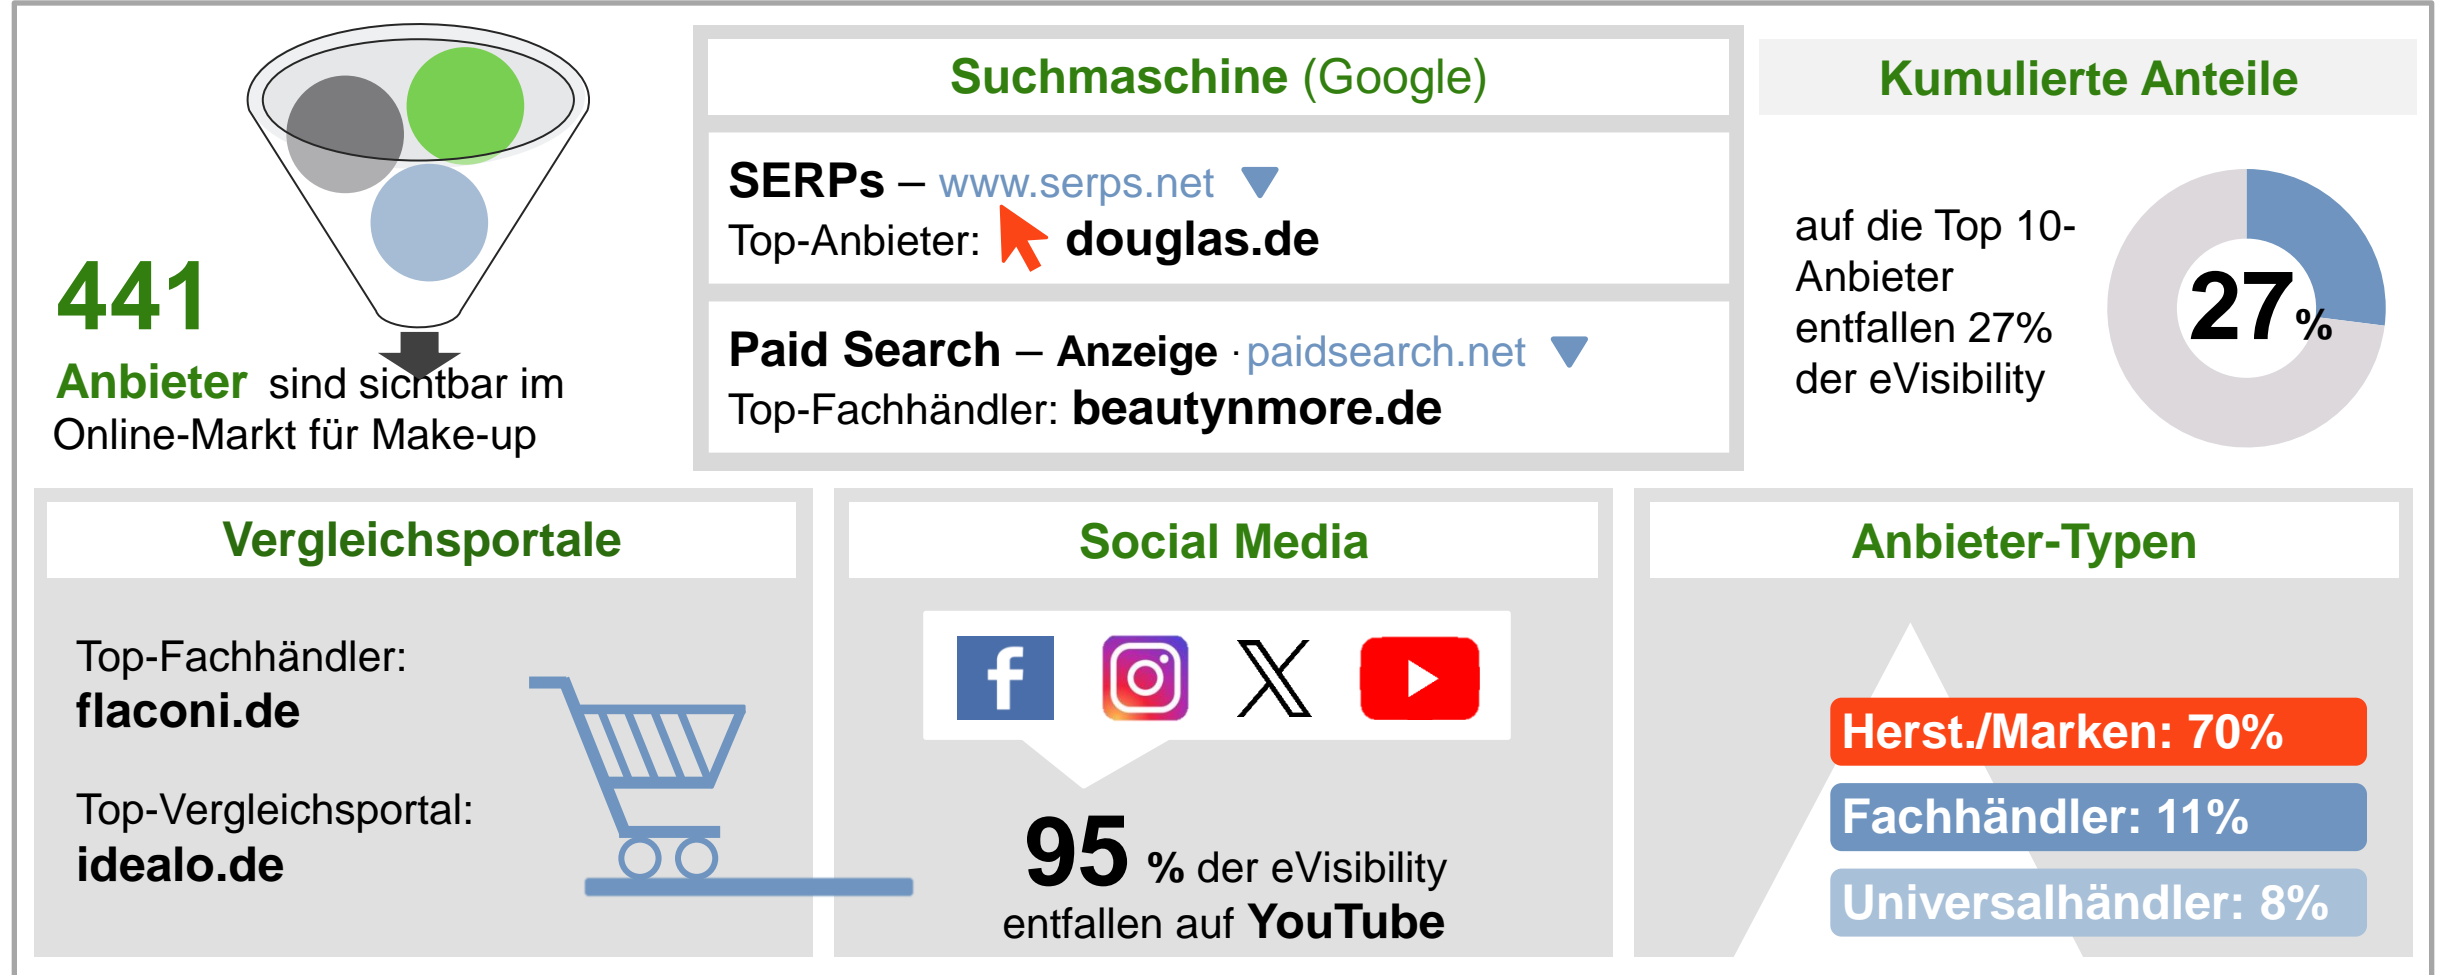 441
Anbieter sind sichtbar im
Online-Markt für Make-up
Suchmaschine (Google)
SERPs – www.serps.net
Top-Anbieter: douglas.de
Paid Search – Anzeige · paidsearch.net
Top-Fachhändler: beautynmore.de
Kumulierte Anteile
auf die Top 10-
Anbieter
entfallen 27%
der eVisibility
27%
Vergleichsportale
Top-Fachhändler:
flaconi.de
Top-Vergleichsportal:
idealo.de
Social Media
95 % der eVisibility
entfallen auf YouTube
Anbieter-Typen
Herst./Marken: 70%
Fachhändler: 11%
Universalhändler: 8%